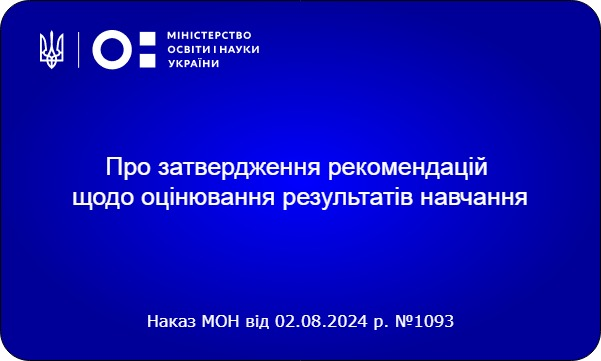 МІНІСТЕРСТВО
ОСВІТИ І НАУКИ
УКРАЇНИ
Про затвердження рекомендацій
щодо оцінювання результатів навчання
Наказ МОН від 02.08.2024 р. №1093